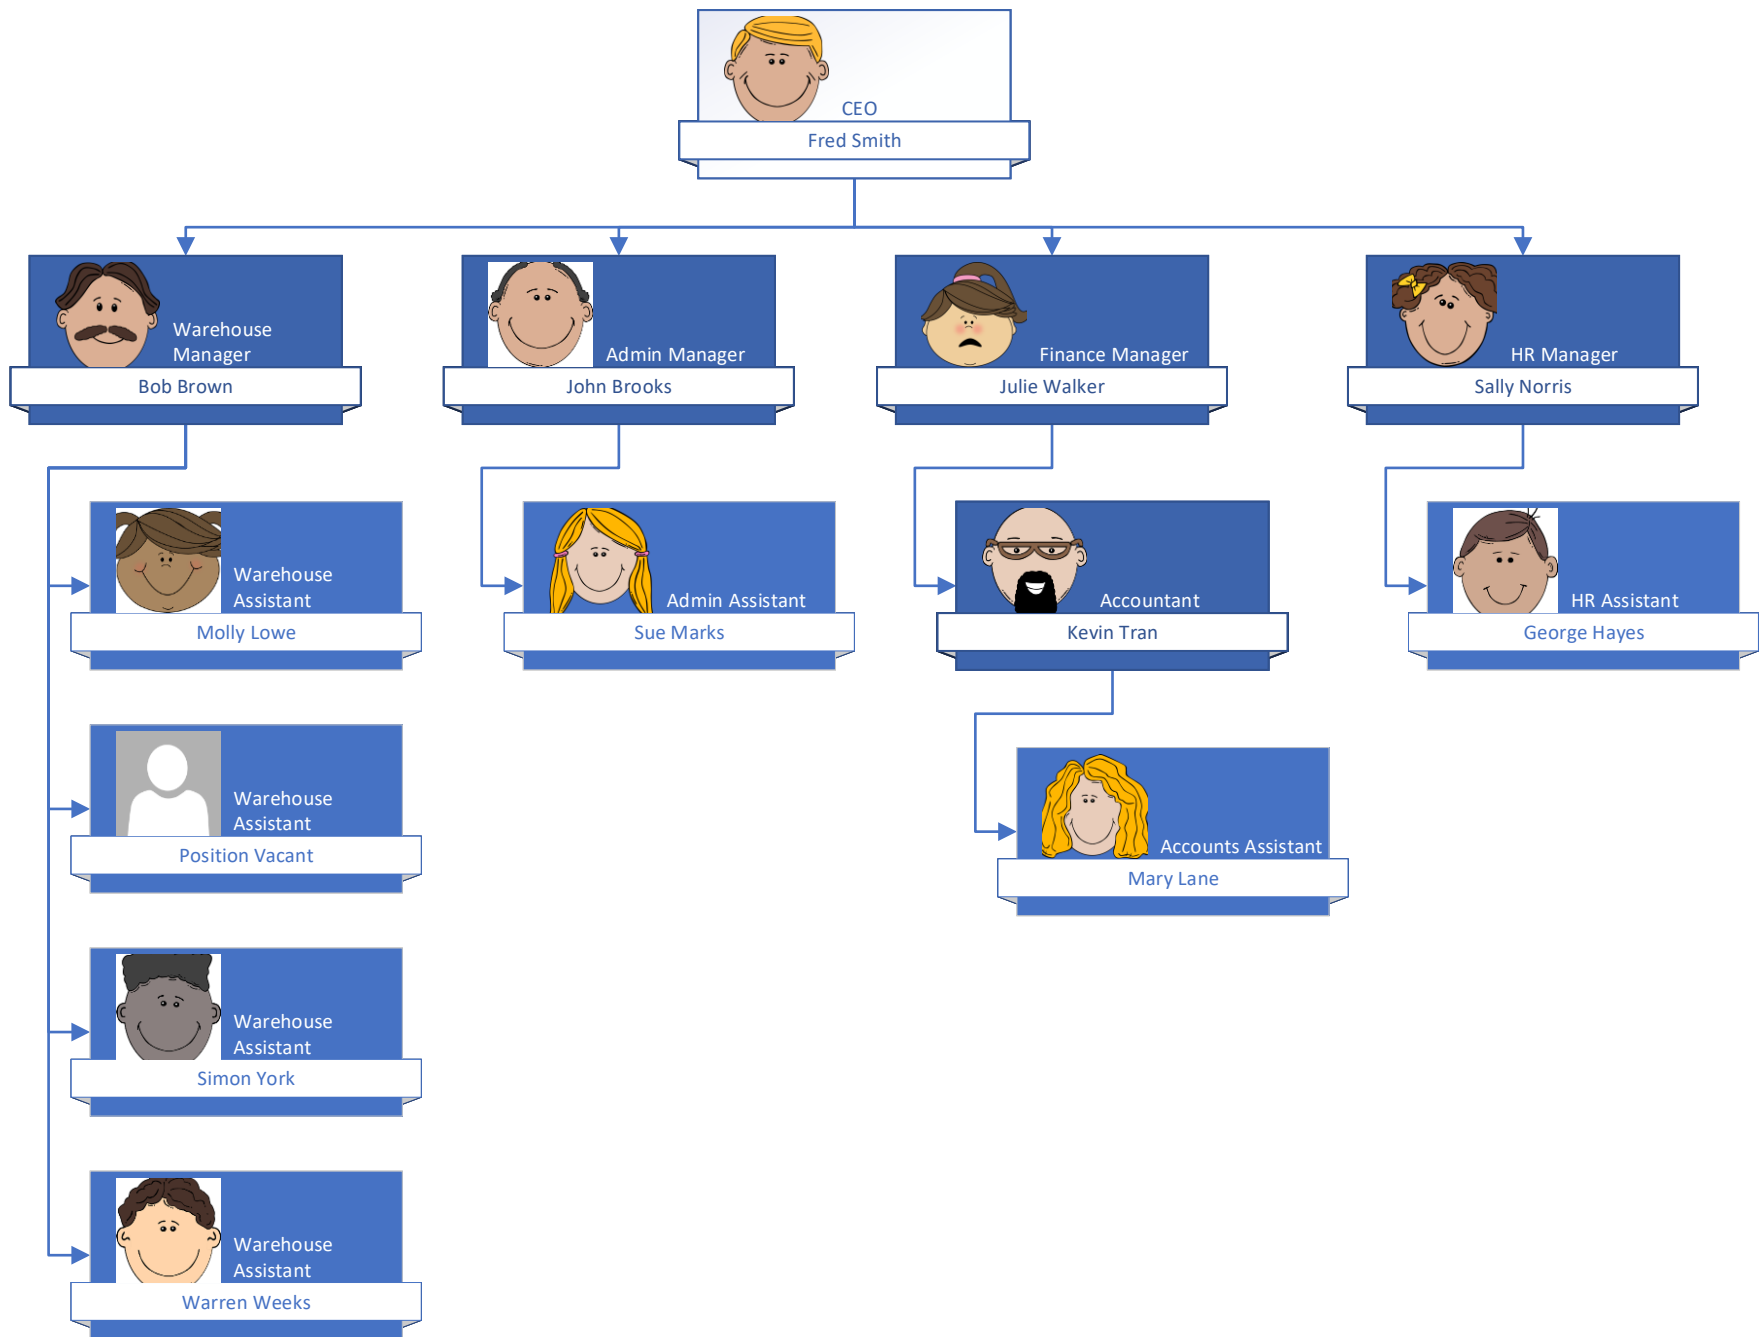 CEO
Fred Smith
Warehouse
Manager
Bob Brown
Admin Manager
John Brooks
Finance Manager
Julie Walker
HR Manager
Sally Norris
Warehouse
Assistant
Molly Lowe
Admin Assistant
Sue Marks
Accountant
Kevin Tran
HR Assistant
George Hayes
Warehouse
Assistant
Position Vacant
Accounts Assistant
Mary Lane
Warehouse
Assistant
Simon York
Warehouse
Assistant
Warren Weeks